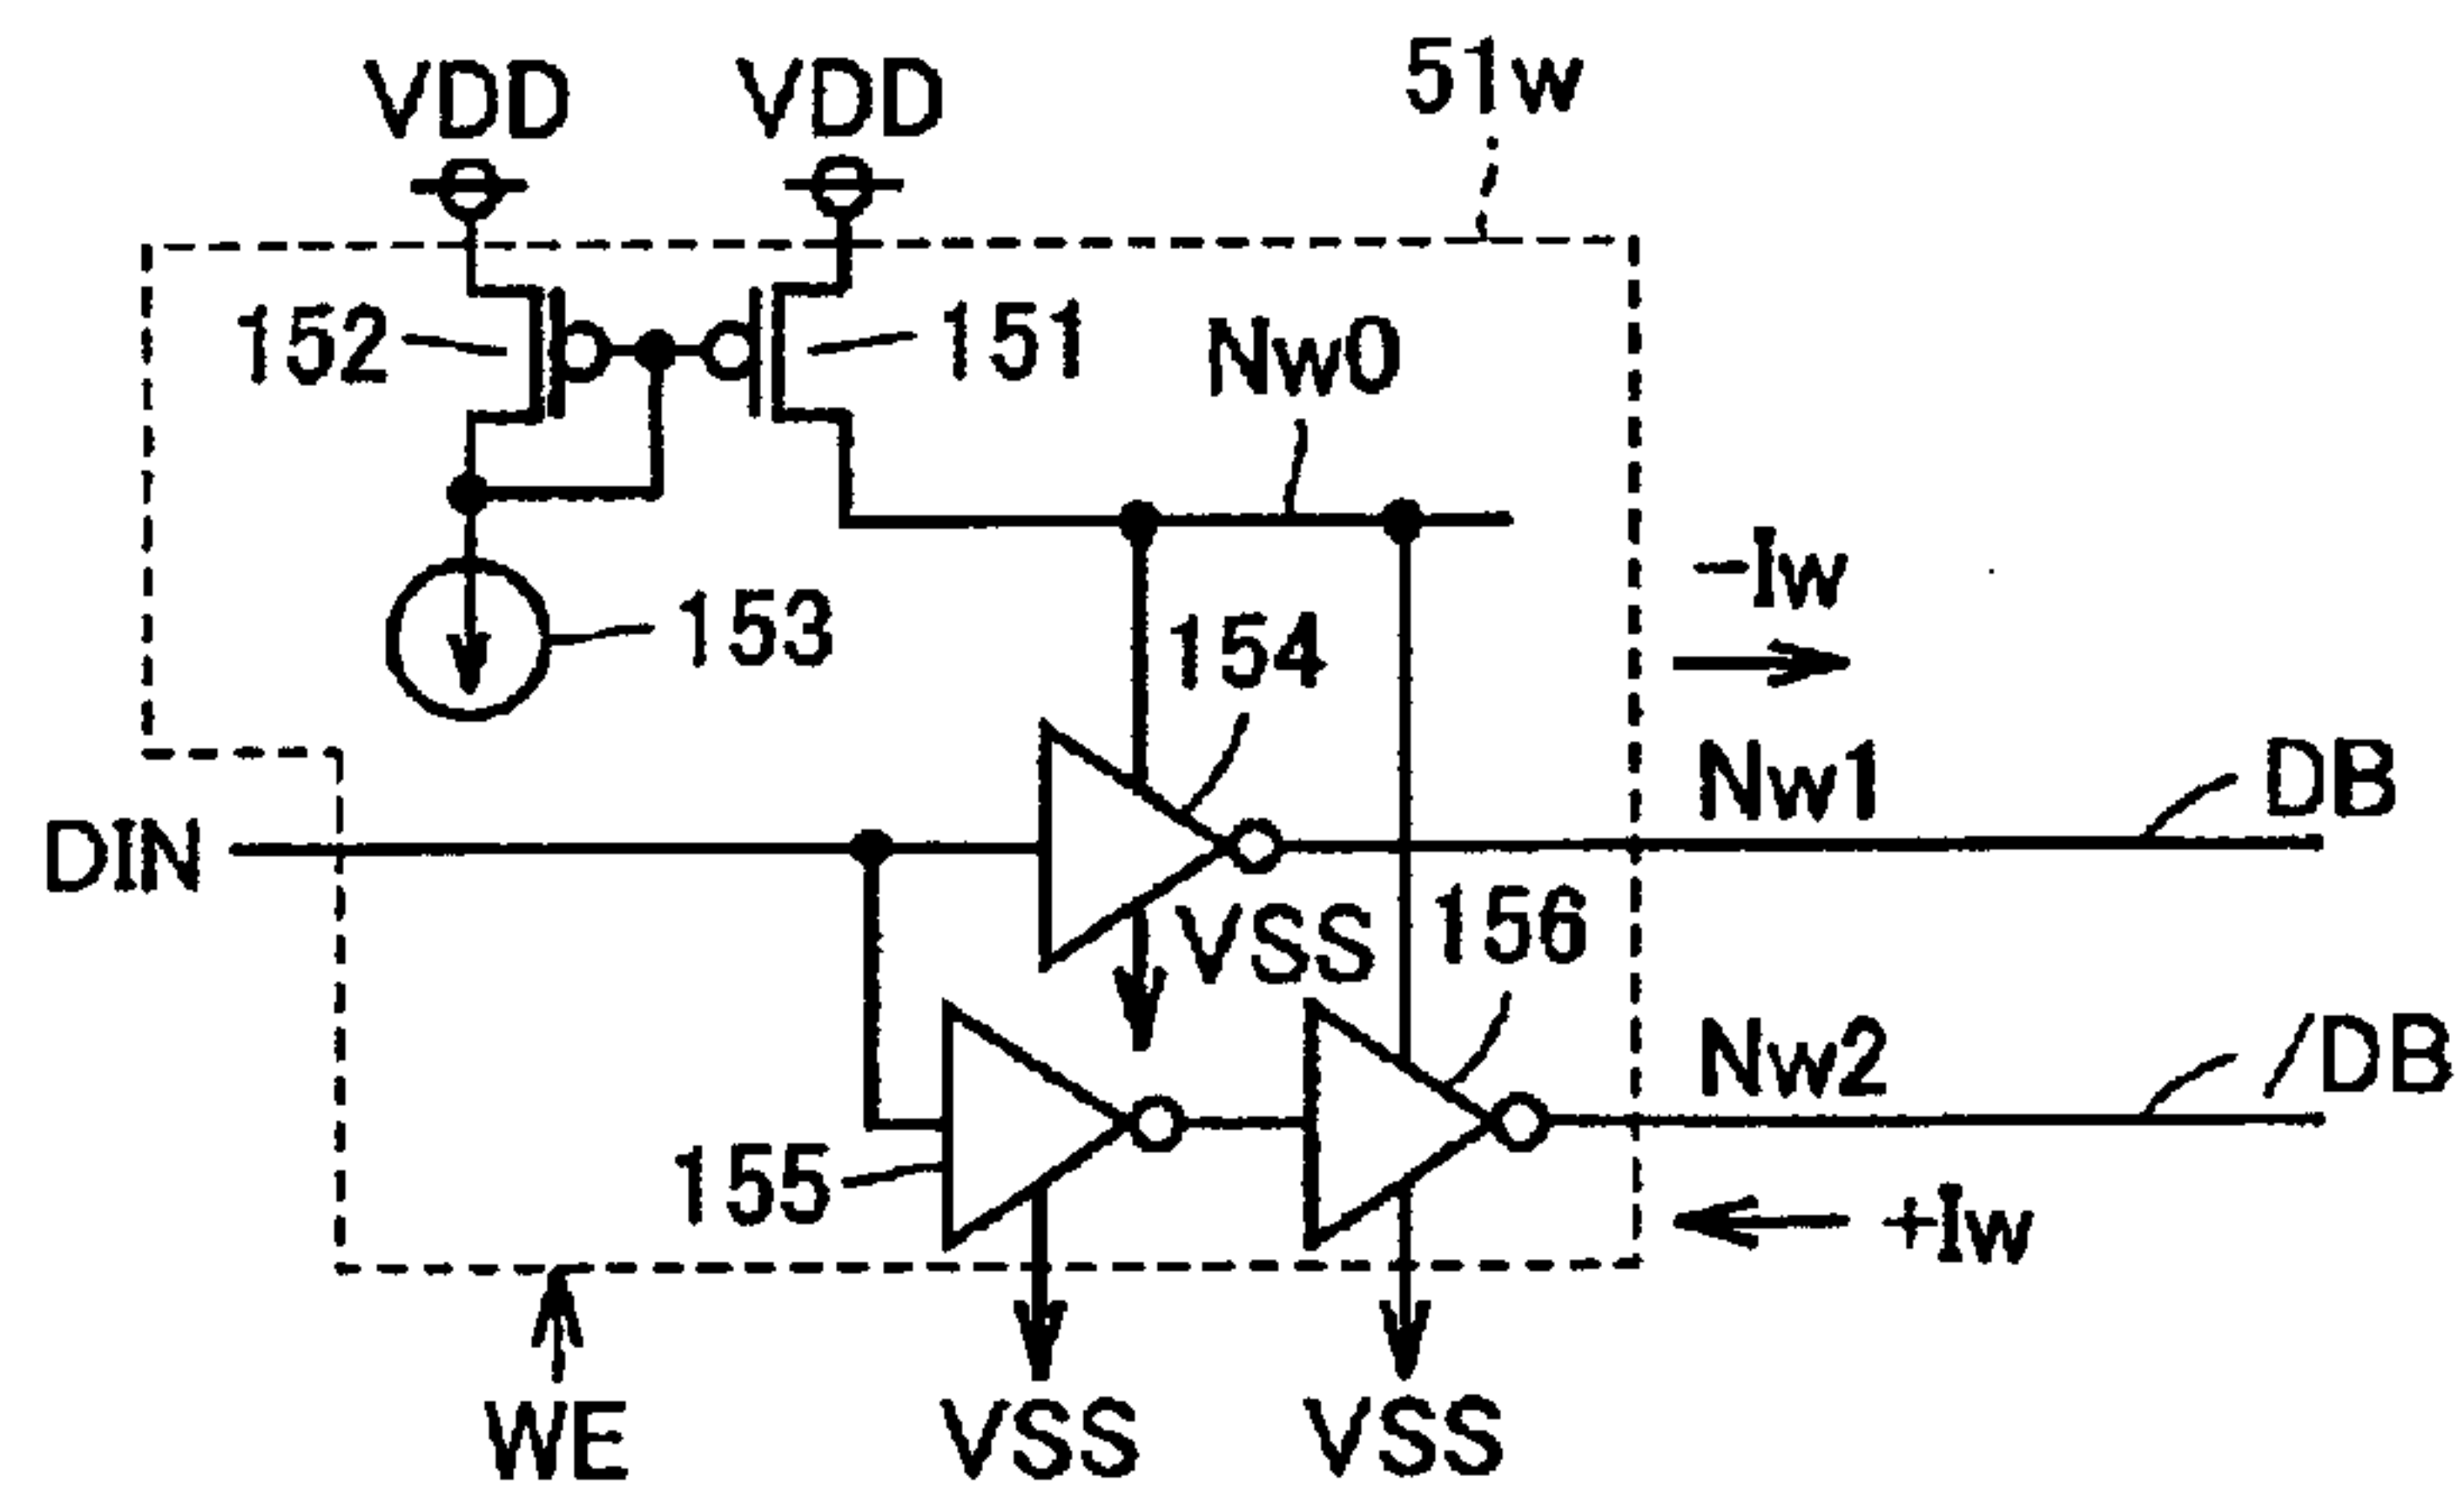 VDD
VDD
51w
152
151
Nw0
153
154
-Iw
Nw1
DB
DIN
VSS
156
Nw2
/DB
155
+Iw
WE
VSS
VSS